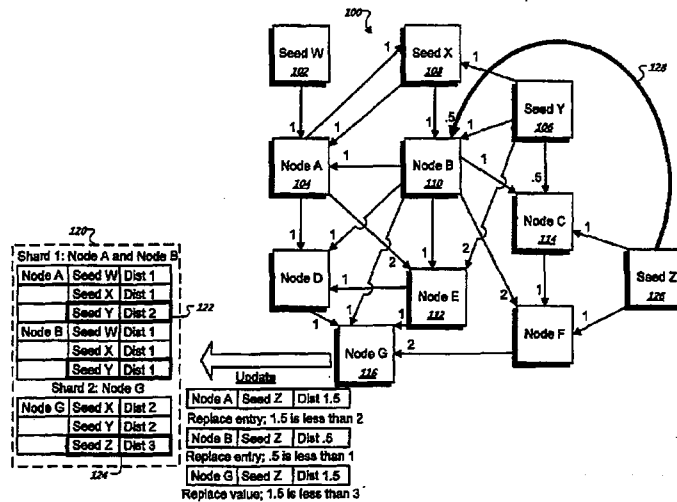 100
Seed W
102
Seed X
108
1
1
1
1
1
.5
1
128
Seed Y
106
Node A
104
1
Node B
110
1
.6
Node C
114
1
Seed Z
126
1
1
2
1
2
1
2
1
Node D
1
Node E
112
Node F
1
1
1
Node G
116
2
120
Shard 1: Node A and Node B
Node A Seed W Dist 1
Seed X Dist 1
Seed Y Dist 2
122
Node B Seed W Dist 1
Seed X Dist 1
Seed Y Dist 1
Shard 2: Node G
Node G Seed X Dist 2
Seed Y Dist 2
Seed Z Dist 3
124
Update
Node A Seed Z Dist 1.5
Replace entry; 1.5 is less than 2
Node B Seed Z Dist .5
Replace entry; .5 is less than 1
Node G Seed Z Dist 1.5
Replace value; 1.5 is less than 3